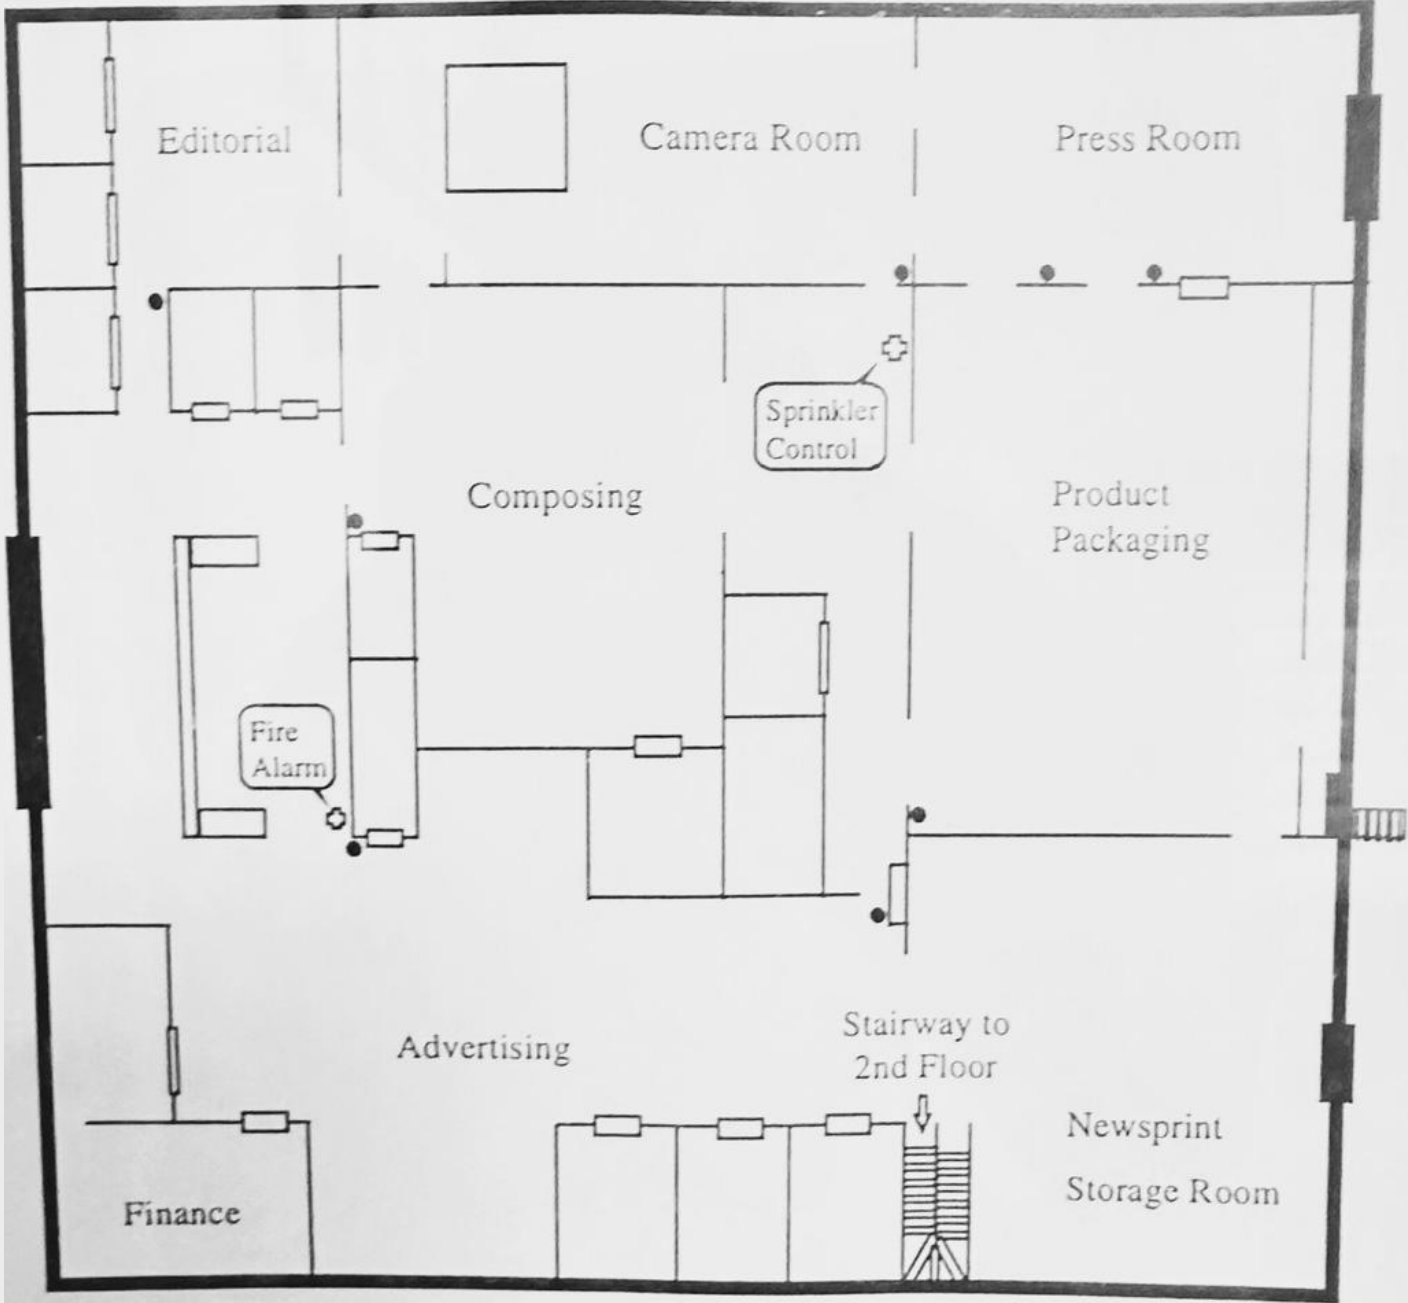 Editorial
Camera Room
Press Room
Sprinkler
Control
Composing
Product
Packaging
Fire
Alarm
Advertising
Stairway to
2nd Floor
Newsprint
Storage Room
Finance